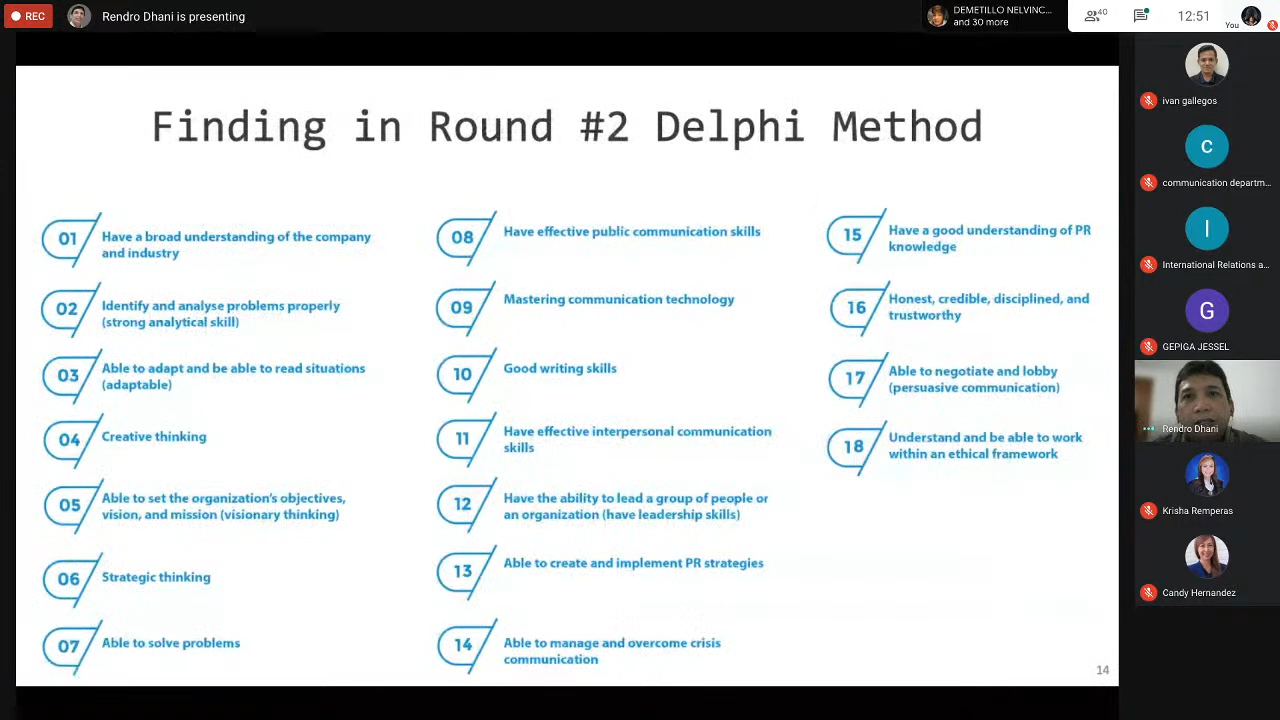 REC
Rendro Dhani is presenting
DEMETILLO NELVINC...
and 30 more
40
12:51
You
Finding in Round #2 Delphi Method
01
Have a broad understanding of the company
and industry
02
Identify and analyse problems properly
(strong analytical skill)
03
Able to adapt and be able to read situations
(adaptable)
04
Creative thinking
05
Able to set the organization's objectives,
vision, and mission (visionary thinking)
06
Strategic thinking
07
Able to solve problems
08
Have effective public communication skills
09
Mastering communication technology
10
Good writing skills
11
Have effective interpersonal communication
skills
12
Have the ability to lead a group of people or
an organization (have leadership skills)
13
Able to create and implement PR strategies
14
Able to manage and overcome crisis
communication
15
Have a good understanding of PR
knowledge
16
Honest, credible, disciplined, and
trustworthy
17
Able to negotiate and lobby
(persuasive communication)
18
Understand and be able to work
within an ethical framework
14
ivan gallegos
C
communication departm...
I
International Relations a...
G
GEPIGA JESSEL
Rendro Dhani
Krisha Remperas
Candy Hernandez